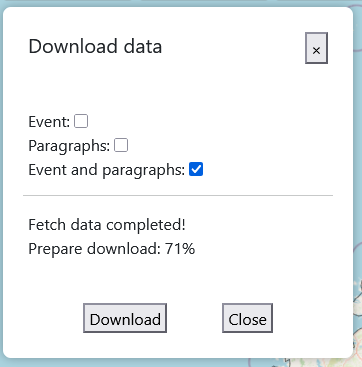 Download data
×
Event:
Paragraphs:
Event and paragraphs:
Fetch data completed!
Prepare download: 71%
Download
Close